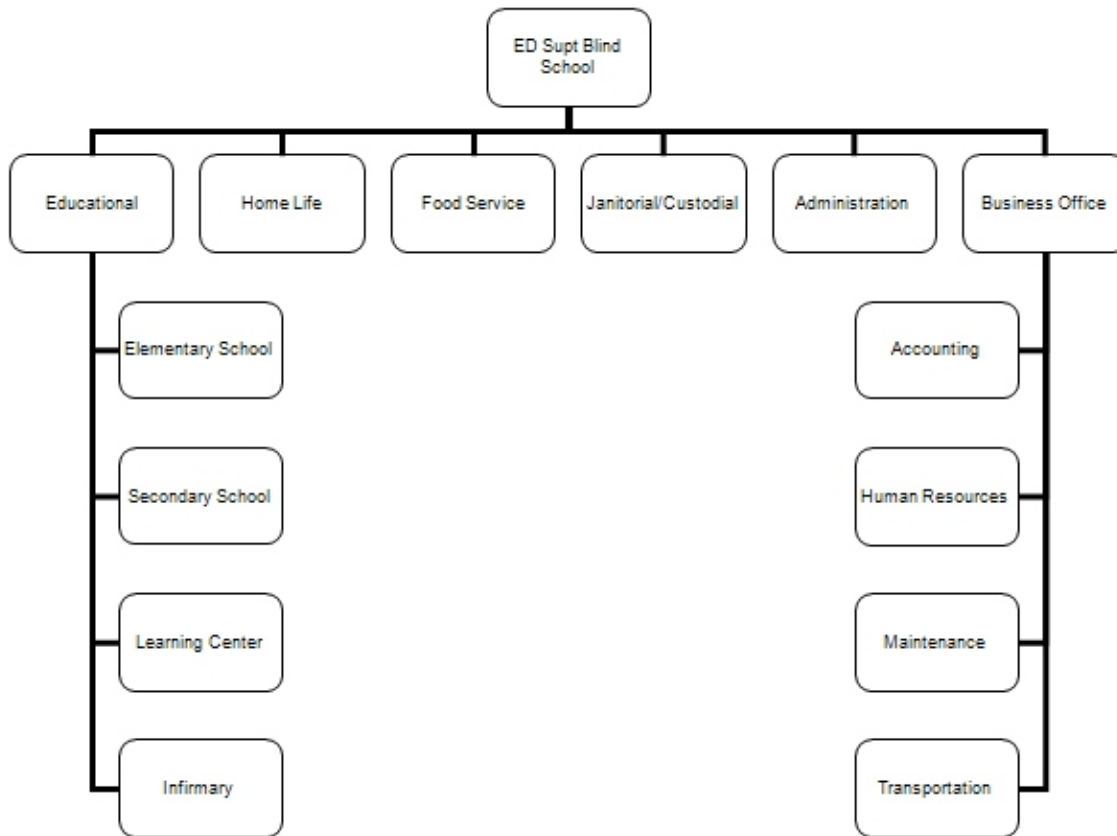 ED Supt Blind
School
Educational
Home Life
Food Service
Janitorial/Custodial
Administration
Business Office
Elementary School
Accounting
Secondary School
Human Resources
Learning Center
Maintenance
Infirmary
Transportation